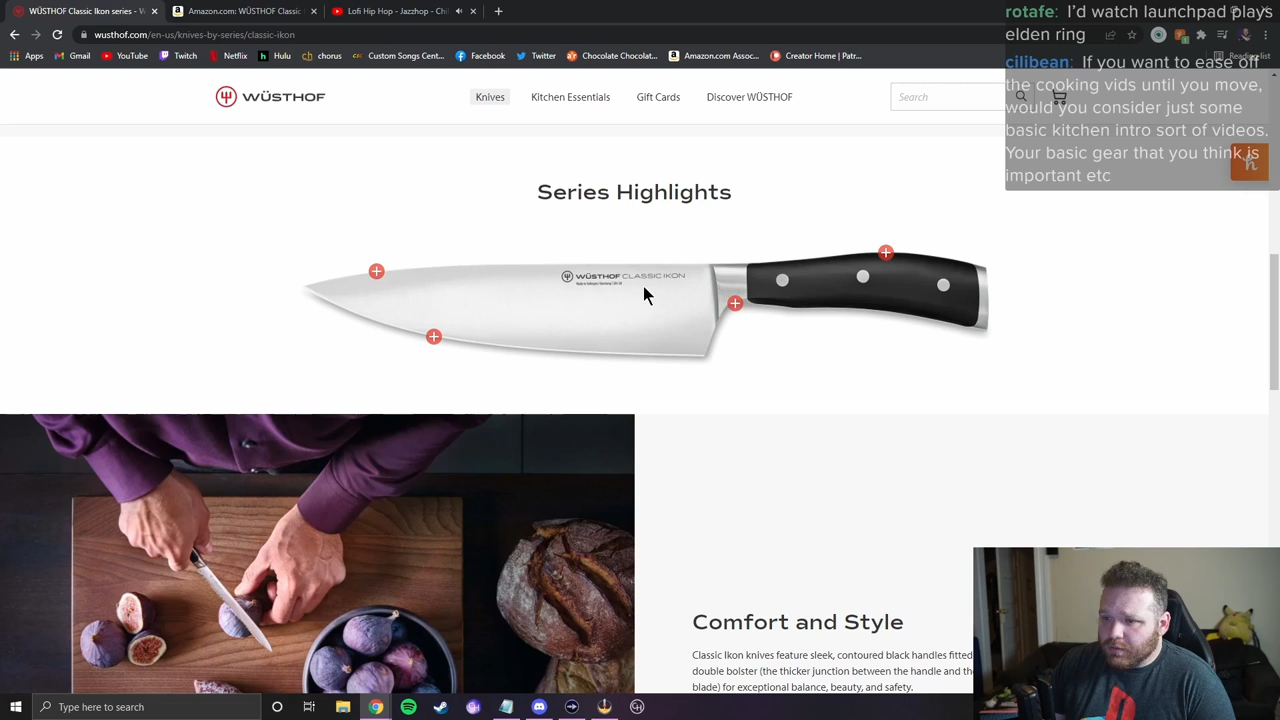 WÜSTHOF Classic Ikon series - W
Amazon.com: WÜSTHOF Classic
Lofi Hip Hop - Jazzhop - Chil
wusthof.com/en-us/knives-by-series/classic-ikon
Apps
Gmail
YouTube
Twitch
Netflix
Hulu
chorus
Custom Songs Cent...
Facebook
Twitter
Chocolate Chocolat...
Amazon.com Assoc...
Creator Home | Patr...
Reading list
rotafe: I'd watch launchpad plays
elden ring
cilibean: If you want to ease off
the cooking vids until you move,
would you consider just some
basic kitchen intro sort of videos.
Your basic gear that you think is
important etc
WÜSTHOF
Knives
Kitchen Essentials
Gift Cards
Discover WÜSTHOF
Search
Series Highlights
WÜSTHOF CLASSIC IKON
Comfort and Style
Classic Ikon knives feature sleek, contoured black handles fitted
double bolster (the thicker junction between the handle and the
blade) for exceptional balance, beauty, and safety.
Type here to search